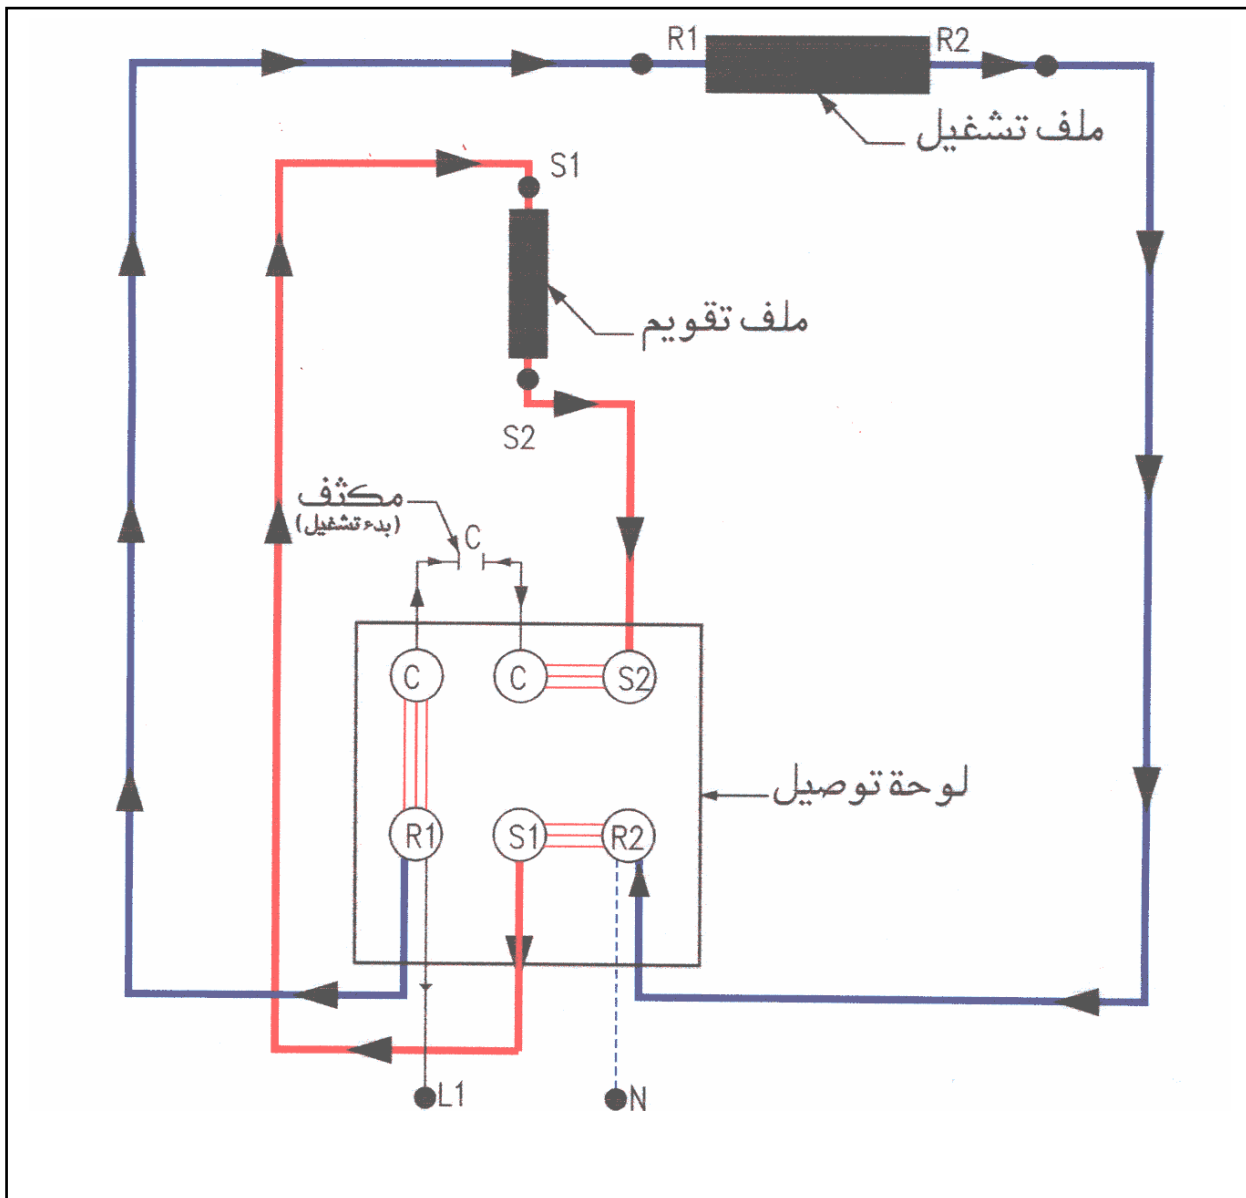 R1
R2
ملف تشغيل
S1
ملف تقويم
S2
مكثف
(بدء تشغيل)
C
C
C
S2
لوحة توصيل
R1
S1
R2
L1
N